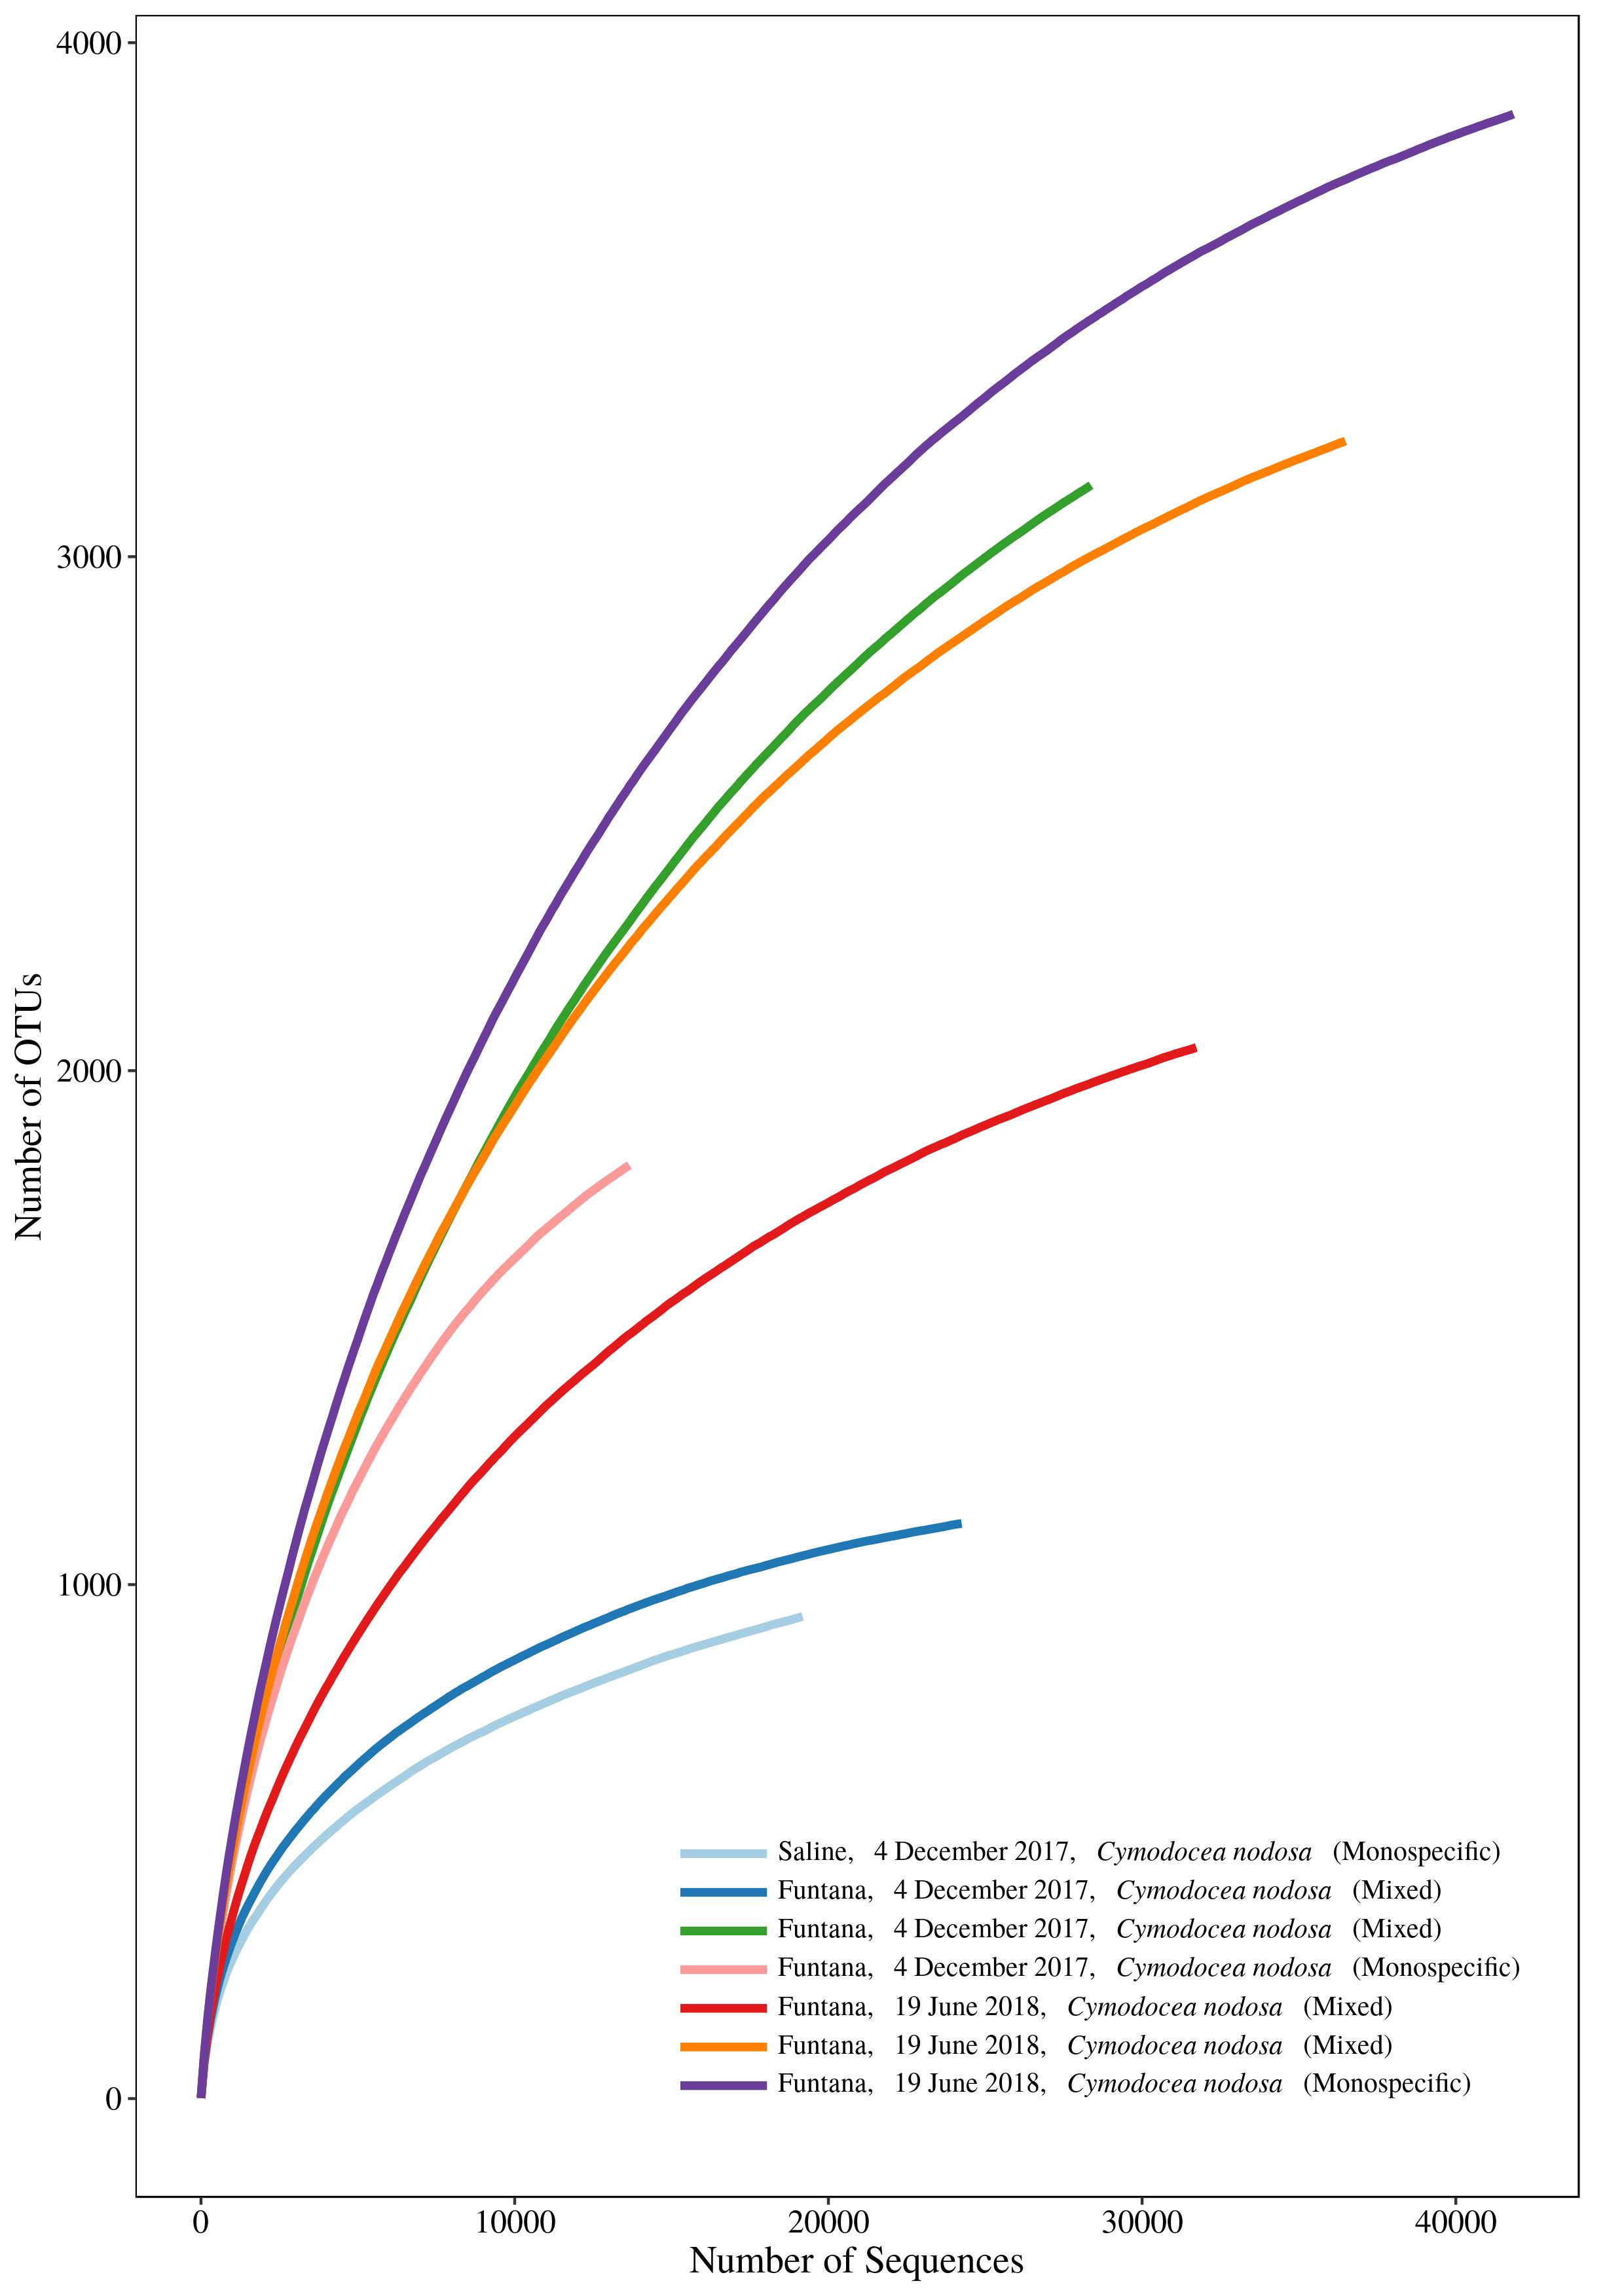 4000
3000
2000
1000
0
Number of OTUs
Saline, 4 December 2017, Cymodocea nodosa (Monospecific)
Funtana, 4 December 2017, Cymodocea nodosa (Mixed)
Funtana, 4 December 2017, Cymodocea nodosa (Mixed)
Funtana, 4 December 2017, Cymodocea nodosa (Monospecific)
Funtana, 19 June 2018, Cymodocea nodosa (Mixed)
Funtana, 19 June 2018, Cymodocea nodosa (Mixed)
Funtana, 19 June 2018, Cymodocea nodosa (Monospecific)
0 10000 20000 30000 40000
Number of Sequences